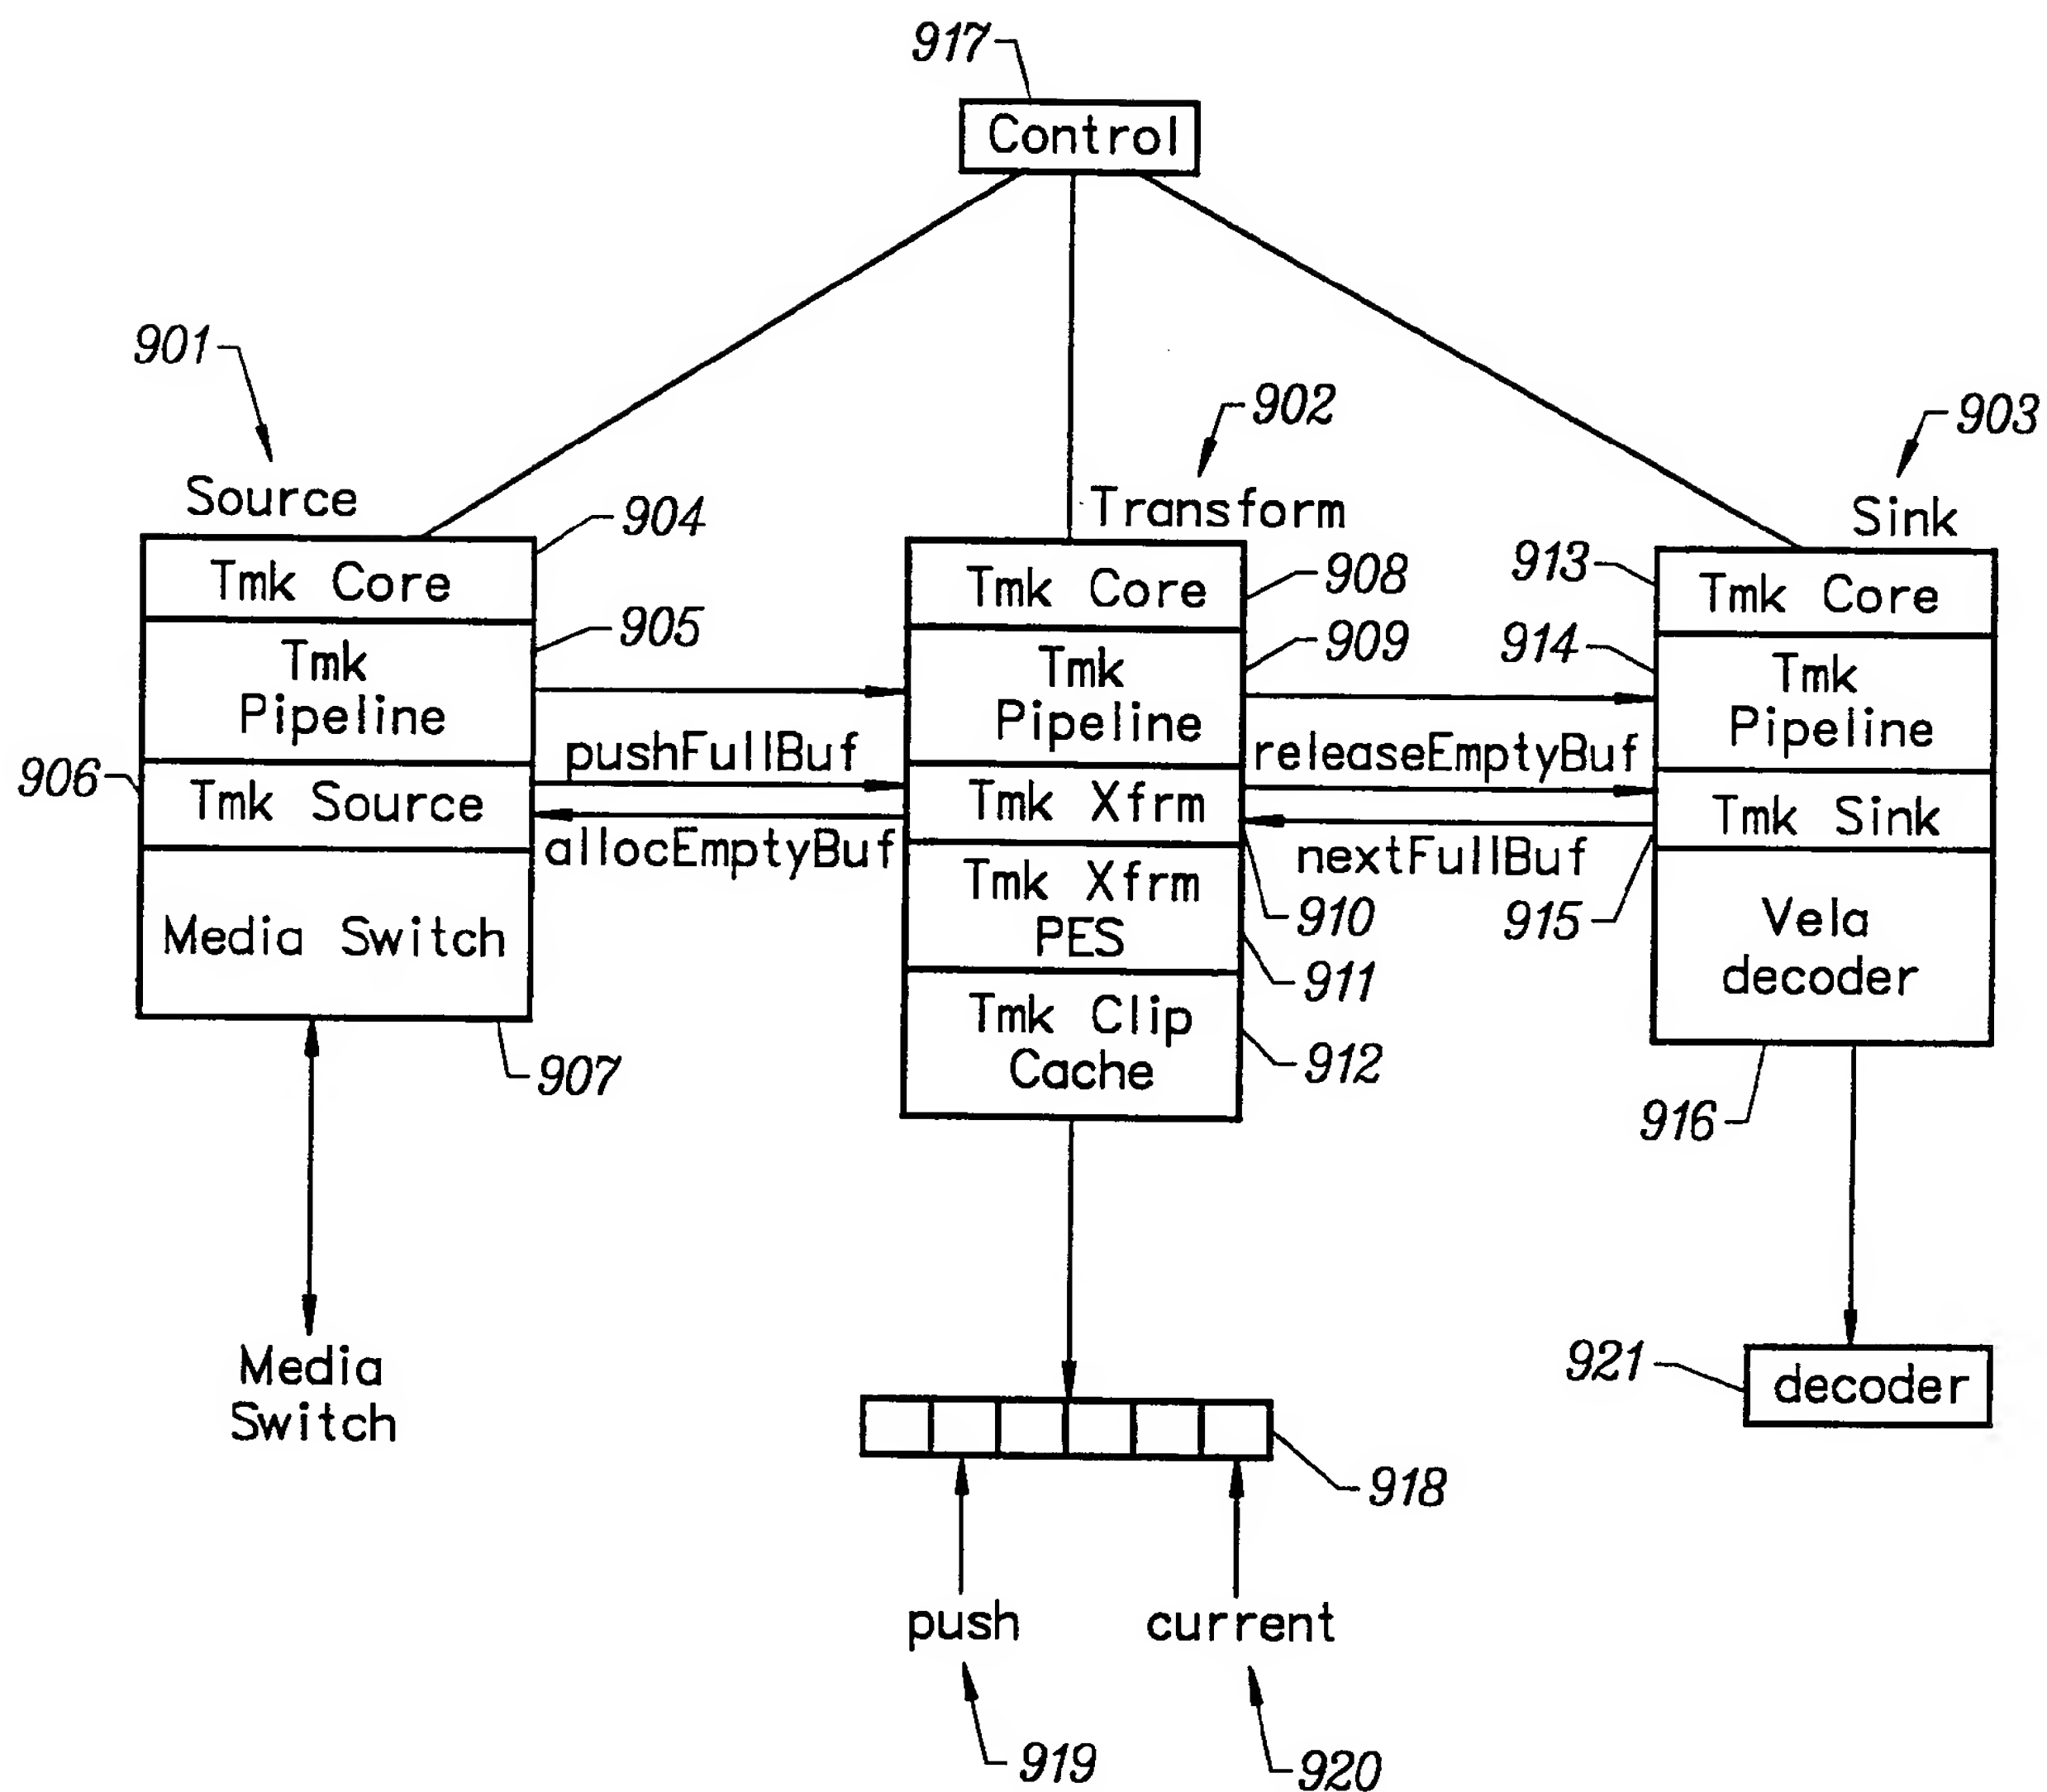 917
Control
901
902
903
Source
Transform
Sink
904
Tmk Core
905
Tmk
Pipeline
906
Tmk Source
Media Switch
907
pushFullBuf
allocEmptyBuf
Tmk Core
908
Tmk
Pipeline
909
Tmk Xfrm
910
Tmk Xfrm
PES
911
Tmk Clip
Cache
912
releaseEmptyBuf
nextFullBuf
913
Tmk Core
914
Tmk
Pipeline
Tmk Sink
915
Vela
decoder
916
Media
Switch
921
decoder
918
push
current
919
920